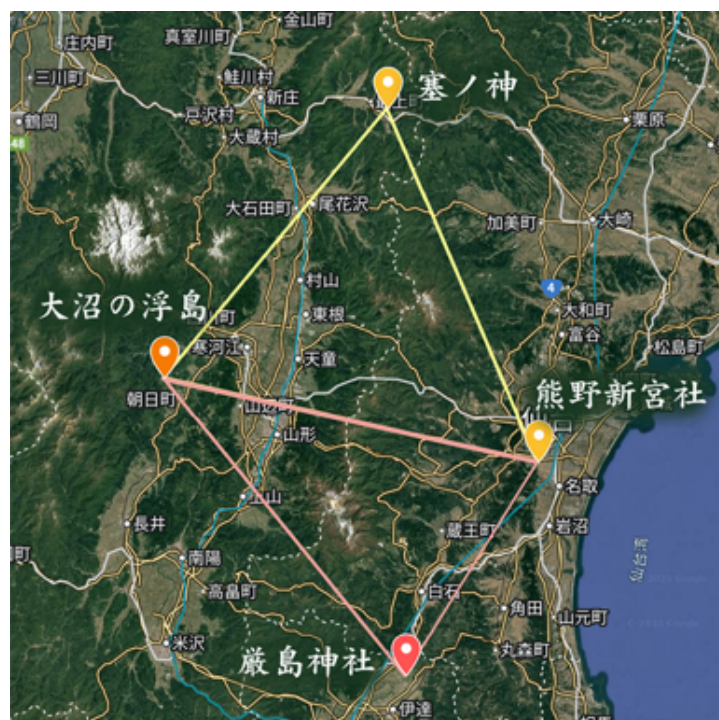 金山町
庄内町
真室川町
三川町
鮭川村
新庄
塞ノ神
戸沢村
鶴岡
大蔵村
栗原
48
大石田町
尾花沢
加美町
大崎
村山
4
大和町
大沼の浮島
東根
富谷
寒河江
松島町
天童
朝日町
山辺町
熊野新宮社
山形
名取
上山
長井
蔵王町
岩沼
南陽
高畠町
白石
角田
山元町
米沢
厳島神社
丸森町
伊達
仙台湾